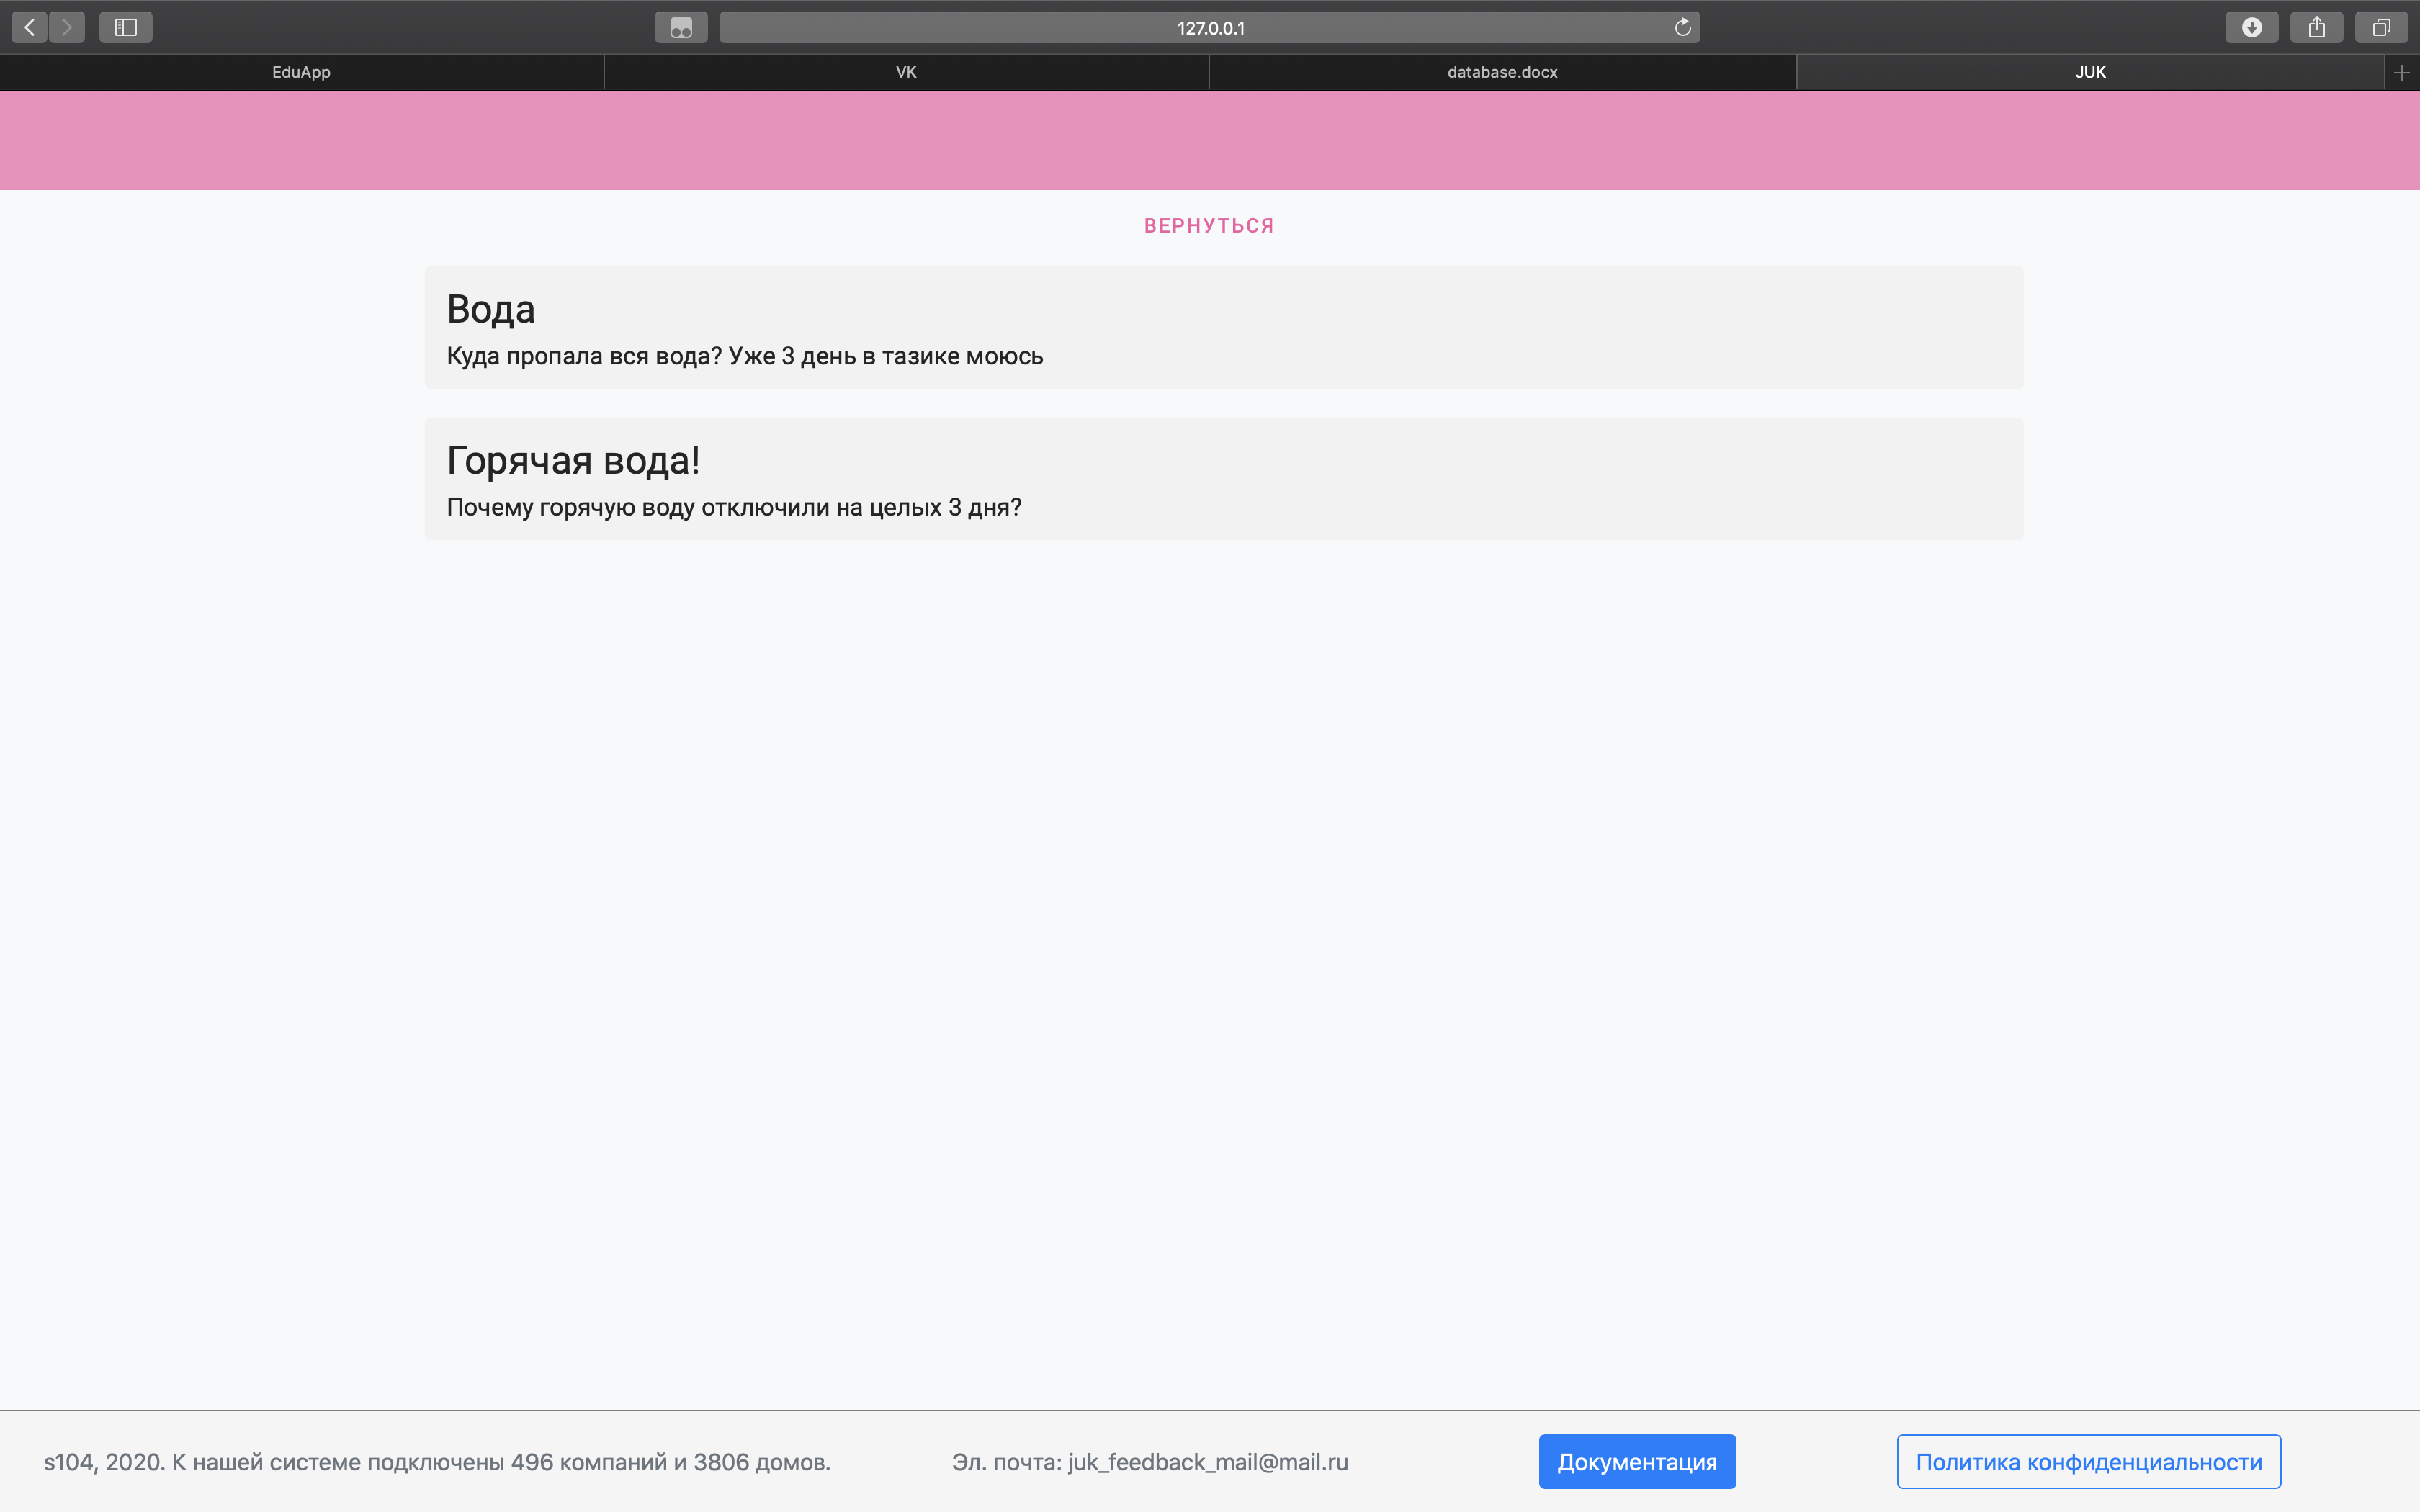 127.0.0.1
EduApp
VK
database.docx
JUK
ВЕРНУТЬСЯ
Вода
Куда пропала вся вода? Уже 3 день в тазике моюсь
Горячая вода!
Почему горячую воду отключили на целых 3 дня?
s104, 2020. К нашей системе подключены 496 компаний и 3806 домов.
Эл. почта: juk_feedback_mail@mail.ru
Документация
Политика конфиденциальности